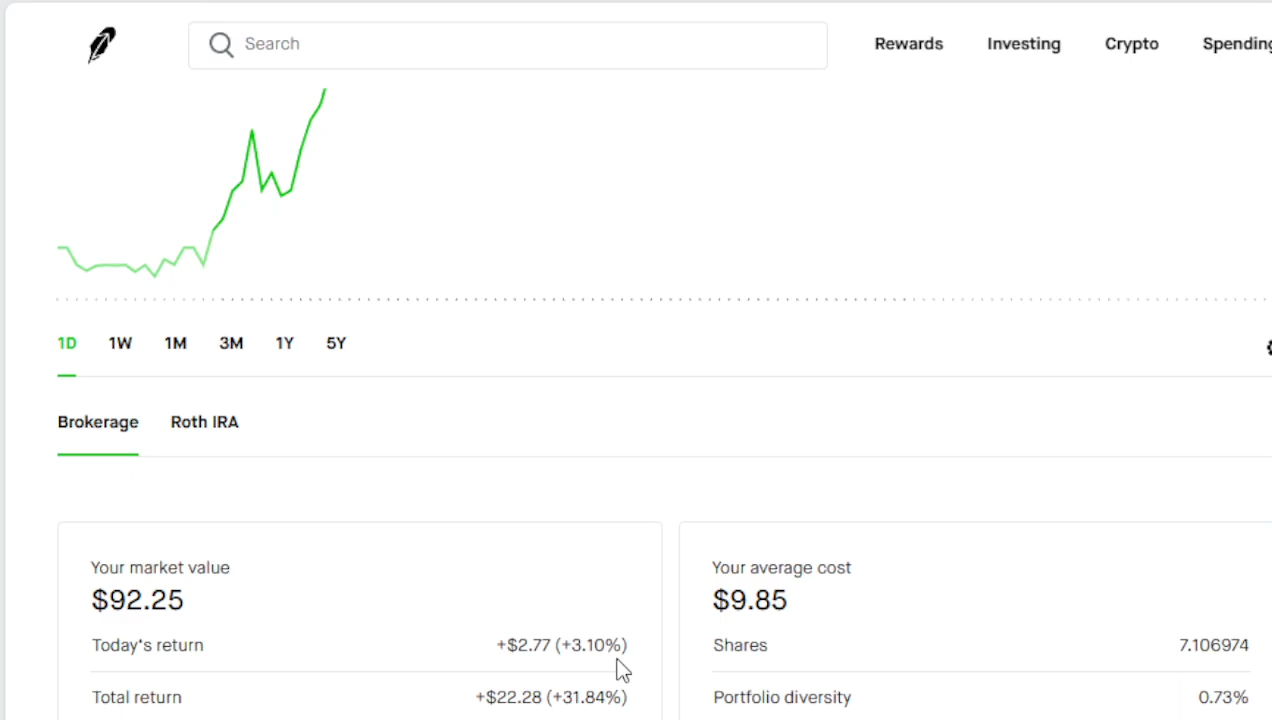 Search
Rewards Investing Crypto Spending
1D 1W 1M 3M 1Y 5Y
Brokerage Roth IRA
Your market value
$92.25
Today's return +$2.77 (+3.10%)
Total return +$22.28 (+31.84%)
Your average cost
$9.85
Shares 7.106974
Portfolio diversity 0.73%